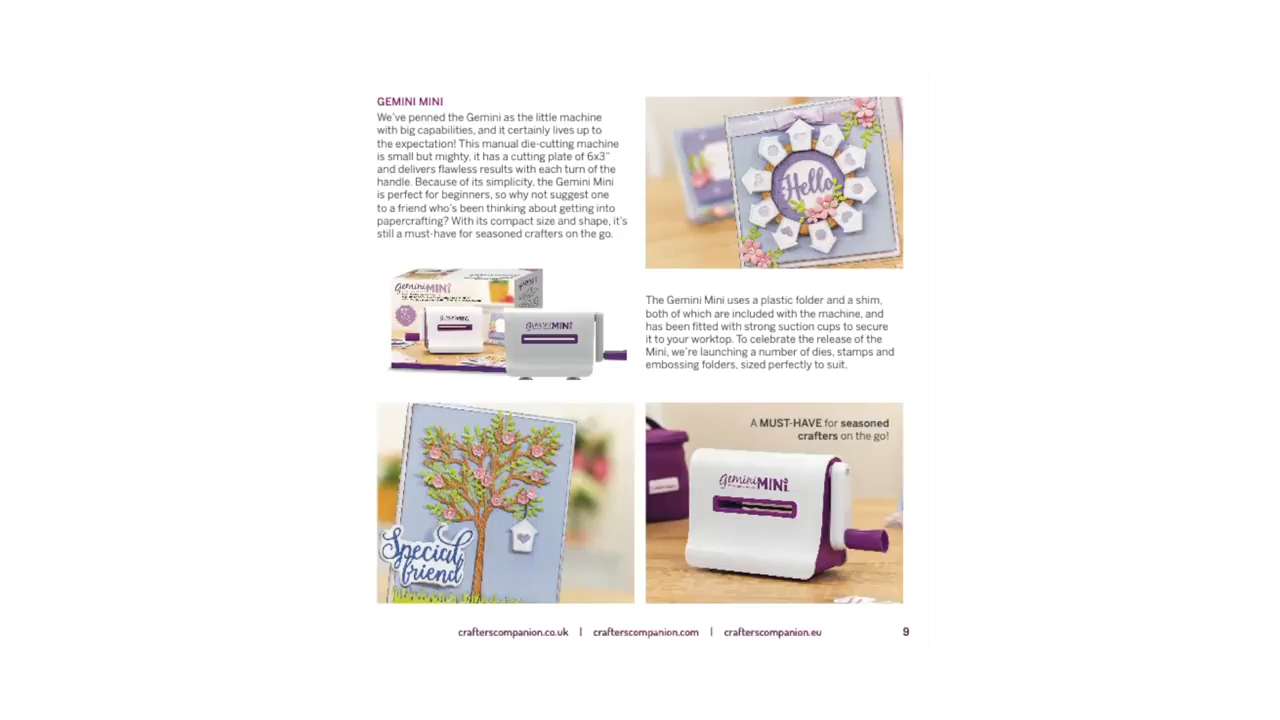 GEMINI MINI
We've penned the Gemini as the little machine
with big capabilities, and it certainly lives up to
the expectation! This manual die-cutting machine
is small but mighty, it has a cutting plate of 6x3"
and delivers flawless results with each turn of the
handle. Because of its simplicity, the Gemini Mini
is perfect for beginners, so why not suggest one
to a friend who's been thinking about getting into
papercrafting? With its compact size and shape, it's
still a must-have for seasoned crafters on the go.
gemini MINI
gemini MINI
gemini MINI
Special
friend
Hello
The Gemini Mini uses a plastic folder and a shim,
both of which are included with the machine, and
has been fitted with strong suction cups to secure
it to your worktop. To celebrate the release of the
Mini, we're launching a number of dies, stamps and
embossing folders, sized perfectly to suit.
A MUST-HAVE for seasoned
crafters on the go!
gemini MINI
crafterscompanion.co.uk | crafterscompanion.com | crafterscompanion.eu
9